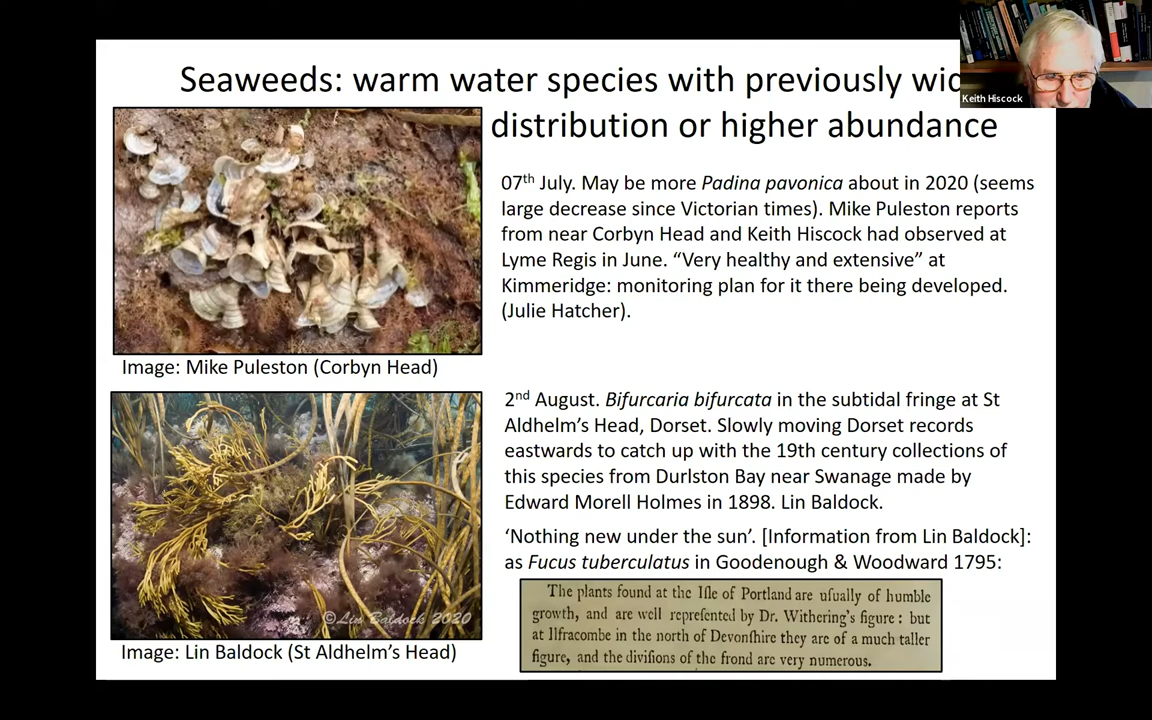 Seaweeds: warm water species with previously wid
distribution or higher abundance
Keith Hiscock
07th July. May be more Padina pavonica about in 2020 (seems
large decrease since Victorian times). Mike Puleston reports
from near Corbyn Head and Keith Hiscock had observed at
Lyme Regis in June. “Very healthy and extensive” at
Kimmeridge: monitoring plan for it there being developed.
(Julie Hatcher).
Image: Mike Puleston (Corbyn Head)
2nd August. Bifurcaria bifurcata in the subtidal fringe at St
Aldhelm’s Head, Dorset. Slowly moving Dorset records
eastwards to catch up with the 19th century collections of
this species from Durlston Bay near Swanage made by
Edward Morell Holmes in 1898. Lin Baldock.
‘Nothing new under the sun’. [Information from Lin Baldock]:
as Fucus tuberculatus in Goodenough & Woodward 1795:
The plants found at the Iſle of Portland are uſually of humble
growth, and are well repreſented by Dr. Withering’s figure : but
at Ilfracombe in the north of Devonſhire they are of a much taller
figure, and the diviſions of the frond are very numerous.
©Lin Baldock 2020
Image: Lin Baldock (St Aldhelm’s Head)